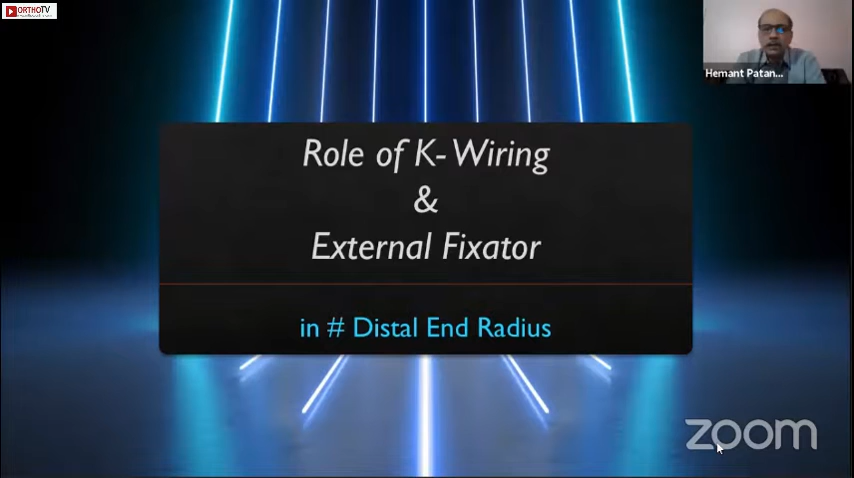 ORTHOTV
Hemant Patan...
Role of K-Wiring
&
External Fixator
in # Distal End Radius
zoom